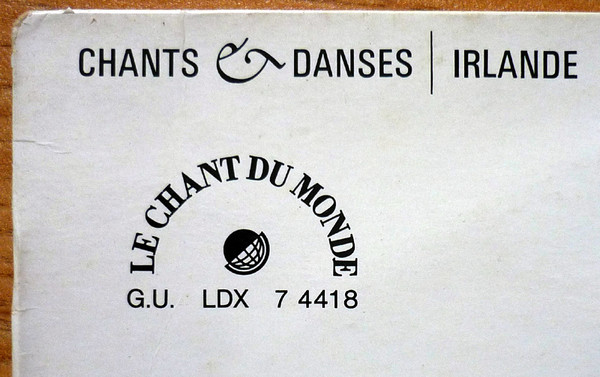 CHANTS & DANSES | IRLANDE
LE CHANT DU MONDE
G.U. LDX 7 4418